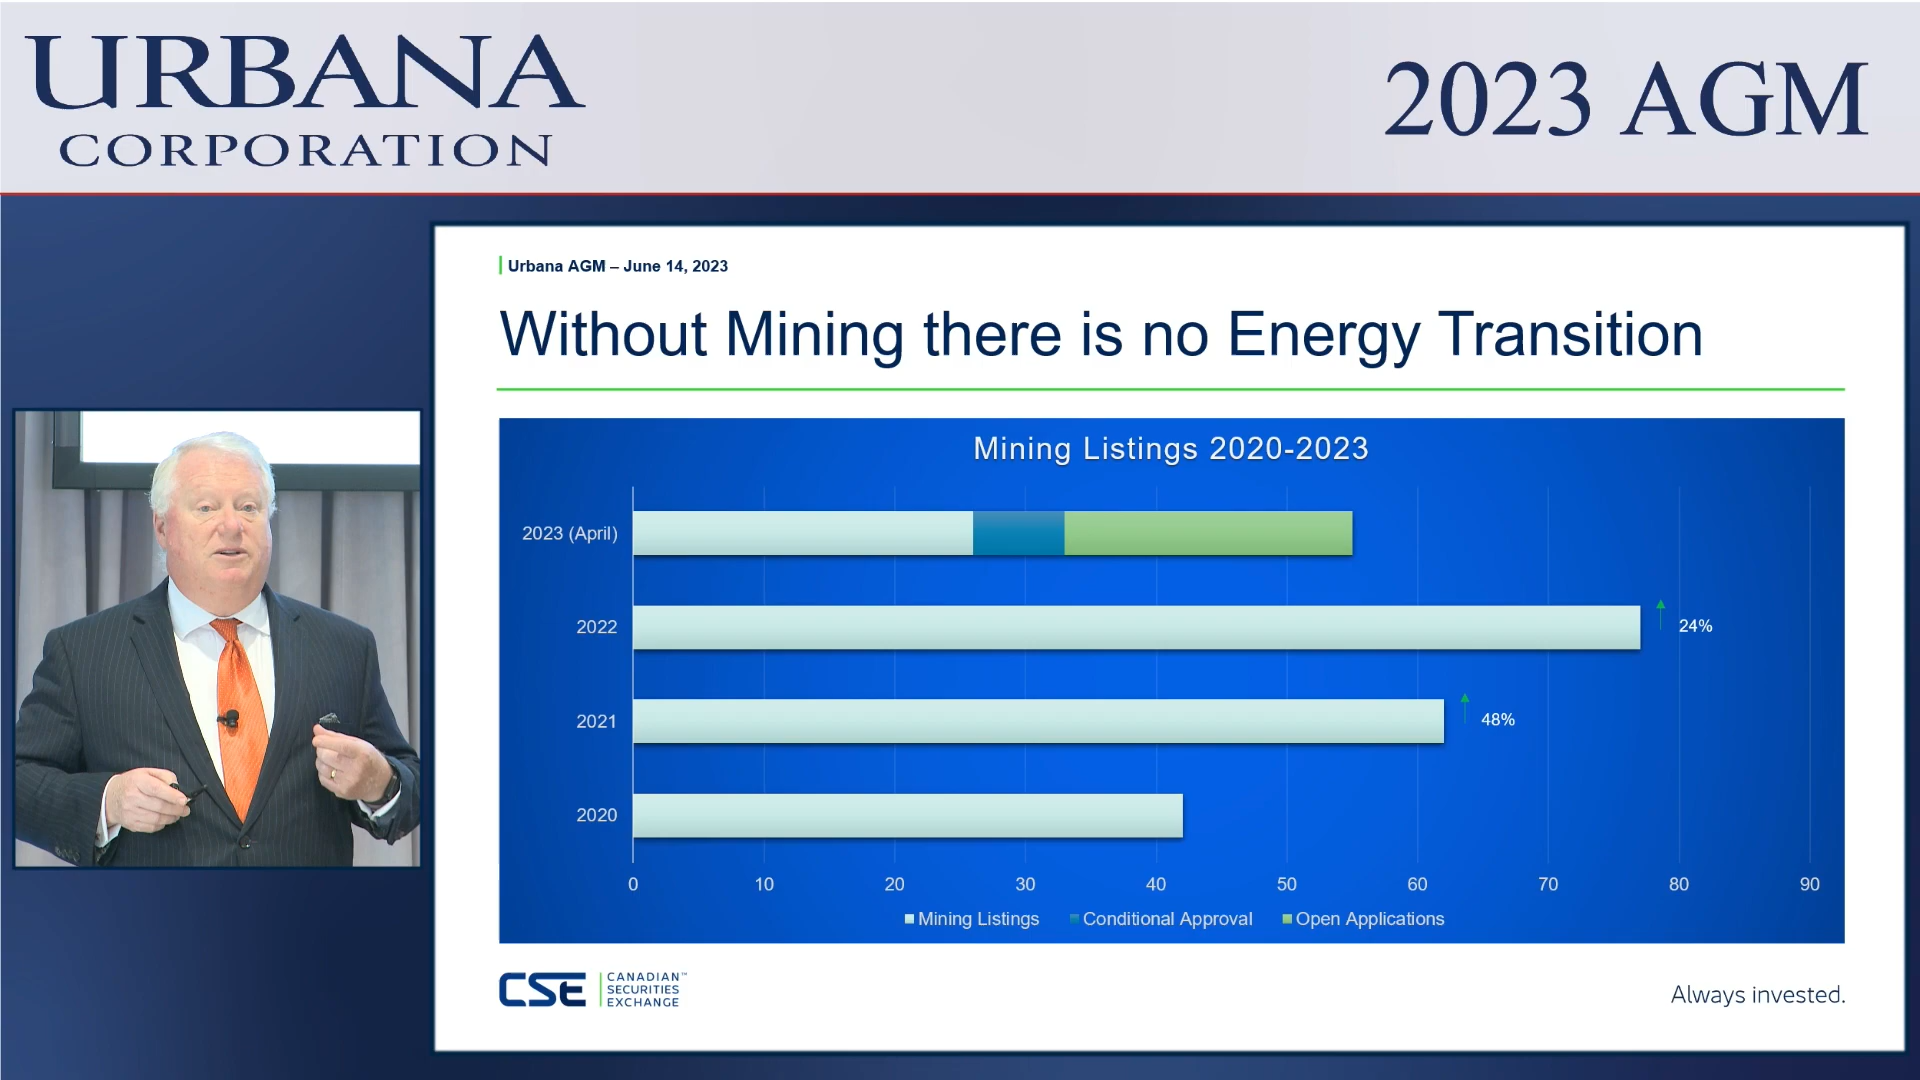 URBANA
CORPORATION
2023 AGM
Urbana AGM – June 14, 2023
Without Mining there is no Energy Transition
Mining Listings 2020-2023
2023 (April)
2022
24%
2021
48%
2020
0 10 20 30 40 50 60 70 80 90
Mining Listings Conditional Approval Open Applications
CSE
CANADIAN™
SECURITIES
EXCHANGE
Always invested.